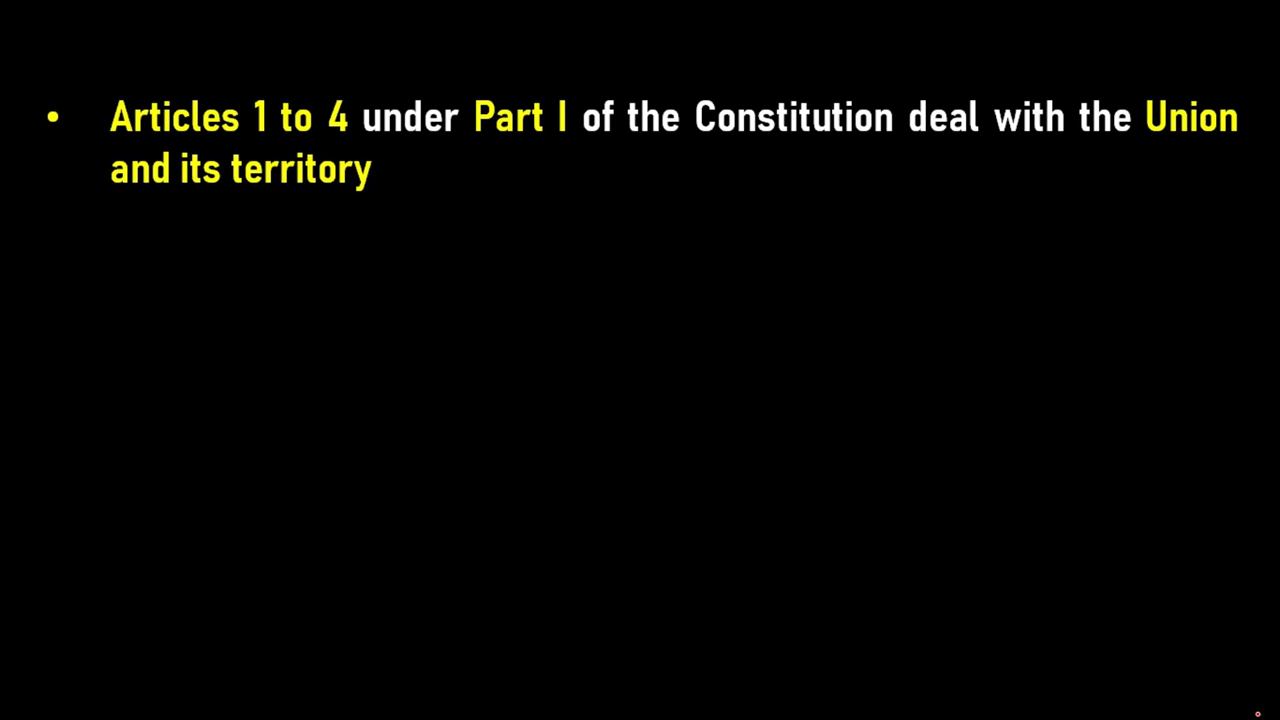 • Articles 1 to 4 under Part I of the Constitution deal with the Union
and its territory